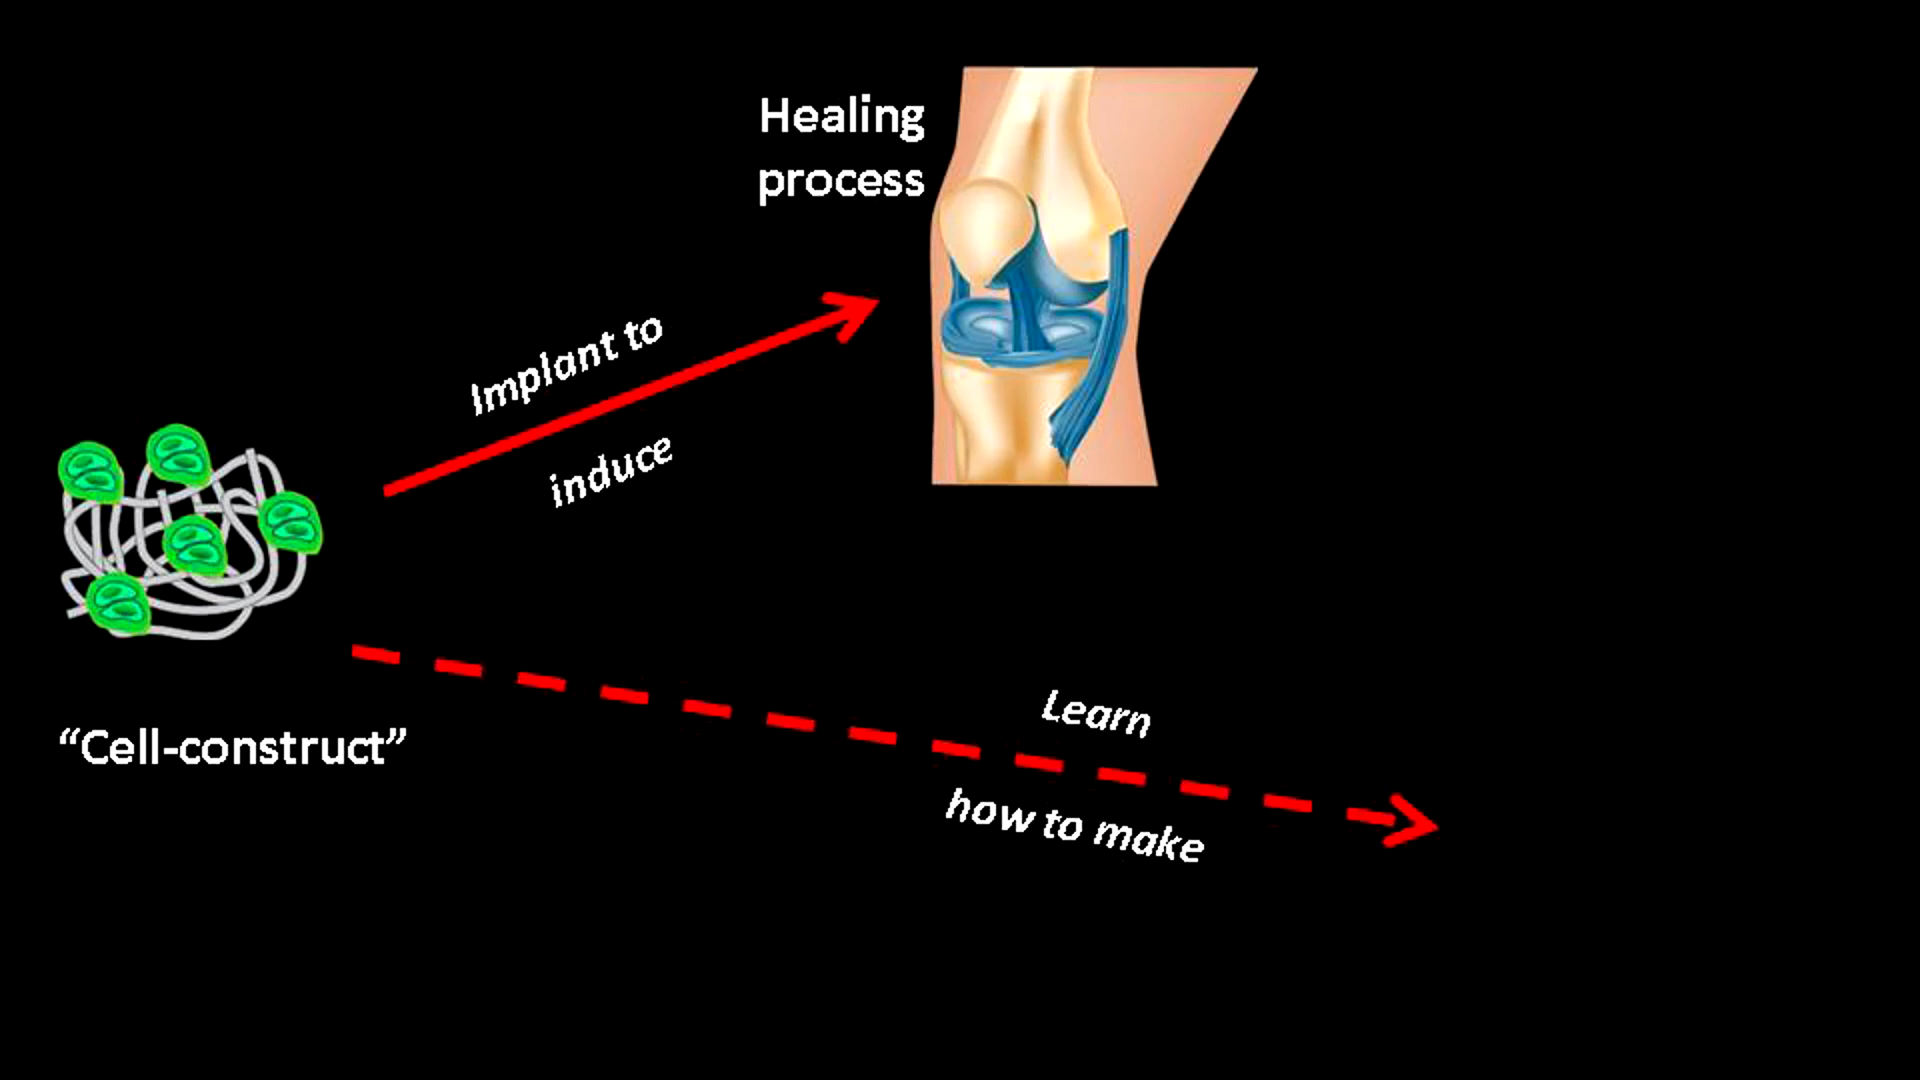 Healing
process
Implant to
induce
Learn
"Cell-construct"
how to make